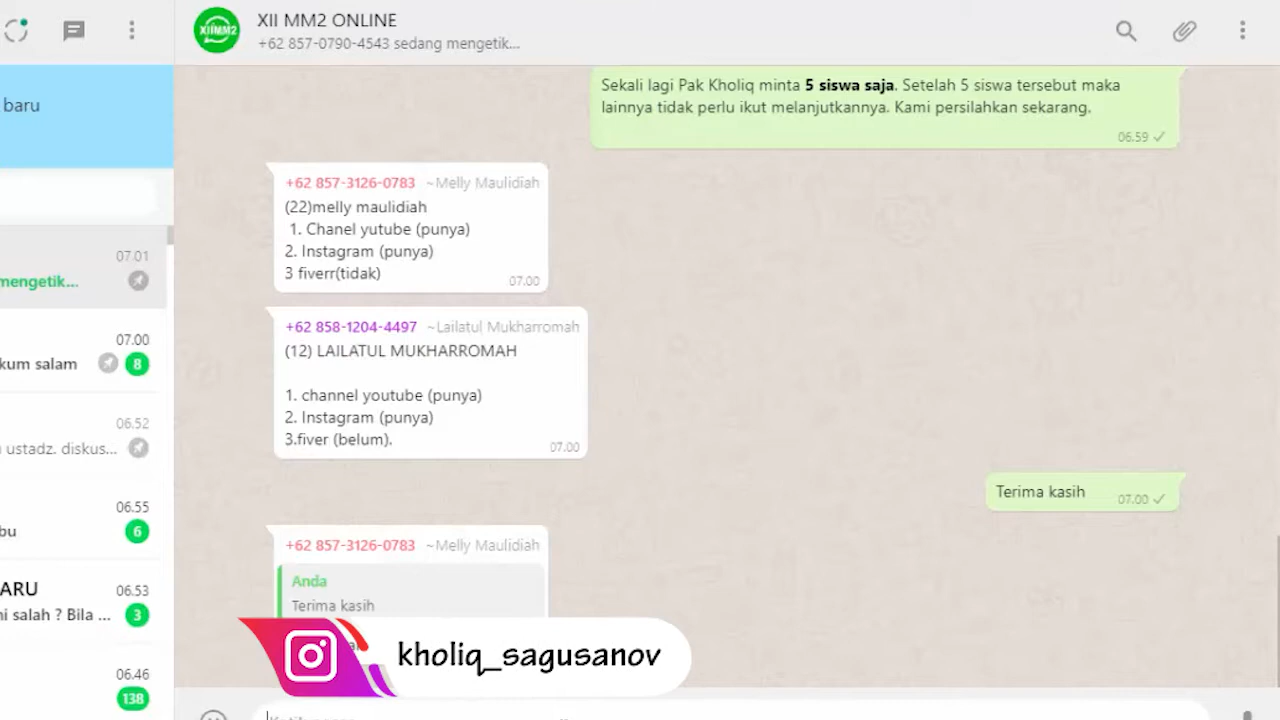 XIIMM2
XII MM2 ONLINE
+62 857-0790-4543 sedang mengetik...
baru
07.01
mengetik...
07.00
kum salam
8
06.52
ustadz. diskus...
06.55
bu
6
ARU
06.53
ni salah ? Bila ...
3
06.46
138
Sekali lagi Pak Kholiq minta 5 siswa saja. Setelah 5 siswa tersebut maka
lainnya tidak perlu ikut melanjutkannya. Kami persilahkan sekarang.
06.59
+62 857-3126-0783 ~Melly Maulidiah
(22)melly maulidiah
1. Chanel yutube (punya)
2. Instagram (punya)
3 fiverr(tidak)
07.00
+62 858-1204-4497 ~Lailatul Mukharromah
(12) LAILATUL MUKHARROMAH
1. channel youtube (punya)
2. Instagram (punya)
3.fiver (belum).
07.00
Terima kasih
07.00
+62 857-3126-0783 ~Melly Maulidiah
Anda
Terima kasih
kholiq_sagusanov